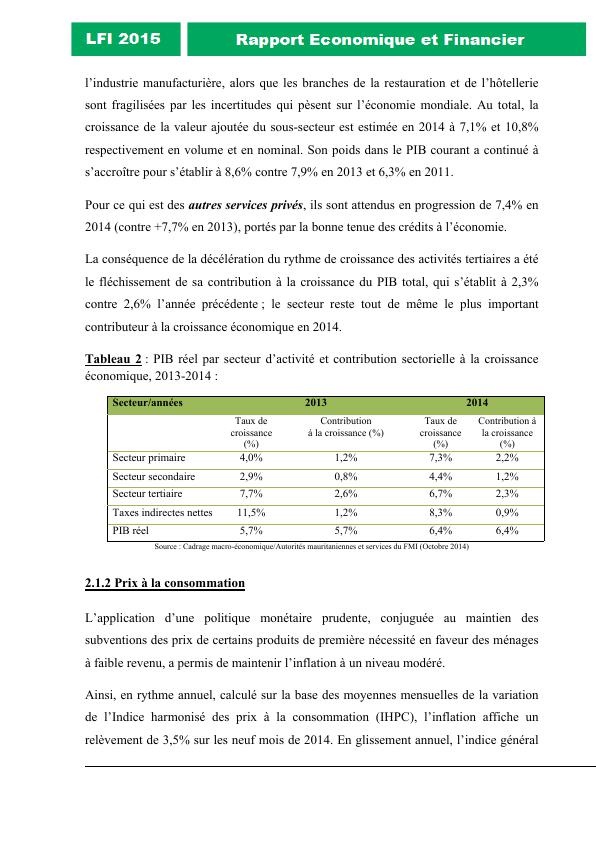 LFI 2015
Rapport Economique et Financier
l’industrie manufacturière, alors que les branches de la restauration et de l’hôtellerie
sont fragilisées par les incertitudes qui pèsent sur l’économie mondiale. Au total, la
croissance de la valeur ajoutée du sous-secteur est estimée en 2014 à 7,1% et 10,8%
respectivement en volume et en nominal. Son poids dans le PIB courant a continué à
s’accroître pour s’établir à 8,6% contre 7,9% en 2013 et 6,3% en 2011.
Pour ce qui est des autres services privés, ils sont attendus en progression de 7,4% en
2014 (contre +7,7% en 2013), portés par la bonne tenue des crédits à l’économie.
La conséquence de la décélération du rythme de croissance des activités tertiaires a été
le fléchissement de sa contribution à la croissance du PIB total, qui s’établit à 2,3%
contre 2,6% l’année précédente ; le secteur reste tout de même le plus important
contributeur à la croissance économique en 2014.
Tableau 2 : PIB réel par secteur d’activité et contribution sectorielle à la croissance
économique, 2013-2014 :
Secteur/années 2013 2014
Taux de croissance (%) Contribution à la croissance (%) Taux de croissance (%) Contribution à la croissance (%)
Secteur primaire 4,0% 1,2% 7,3% 2,2%
Secteur secondaire 2,9% 0,8% 4,4% 1,2%
Secteur tertiaire 7,7% 2,6% 6,7% 2,3%
Taxes indirectes nettes 11,5% 1,2% 8,3% 0,9%
PIB réel 5,7% 5,7% 6,4% 6,4%
Source : Cadrage macro-économique/Autorités mauritaniennes et services du FMI (Octobre 2014)
2.1.2 Prix à la consommation
L’application d’une politique monétaire prudente, conjuguée au maintien des
subventions des prix de certains produits de première nécessité en faveur des ménages
à faible revenu, a permis de maintenir l’inflation à un niveau modéré.
Ainsi, en rythme annuel, calculé sur la base des moyennes mensuelles de la variation
de l’Indice harmonisé des prix à la consommation (IHPC), l’inflation affiche un
relèvement de 3,5% sur les neuf mois de 2014. En glissement annuel, l’indice général